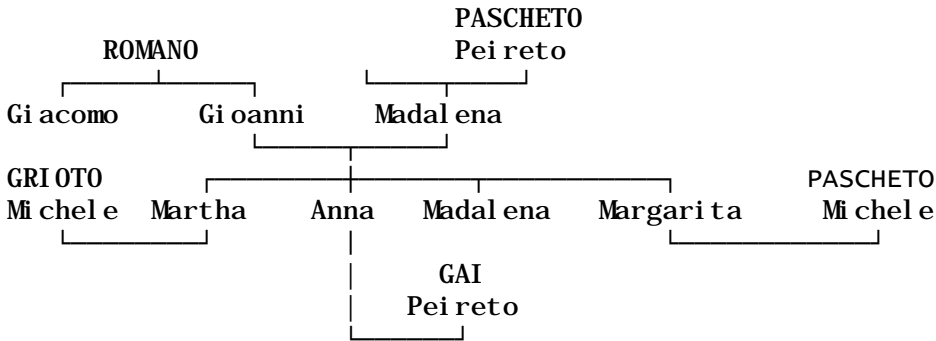 PASCHETO
ROMANO Peireto
Giacomo Gioanni Madalena
GRIOTO PASCHETO
Michele Martha Anna Madalena Margarita Michele
GAI
Peireto